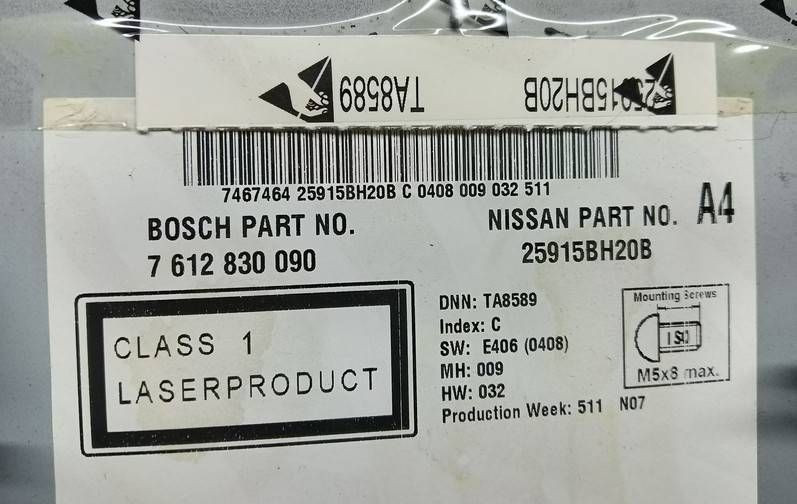 TA8589
25915BH20B
7467464 25915BH20B C 0408 009 032 511
BOSCH PART NO.
7 612 830 090
NISSAN PART NO. A4
25915BH20B
CLASS 1
LASERPRODUCT
DNN: TA8589
Index: C
SW: E406 (0408)
MH: 009
HW: 032
Production Week: 511 N07
Mounting Screws
ISO
M5x8 max.